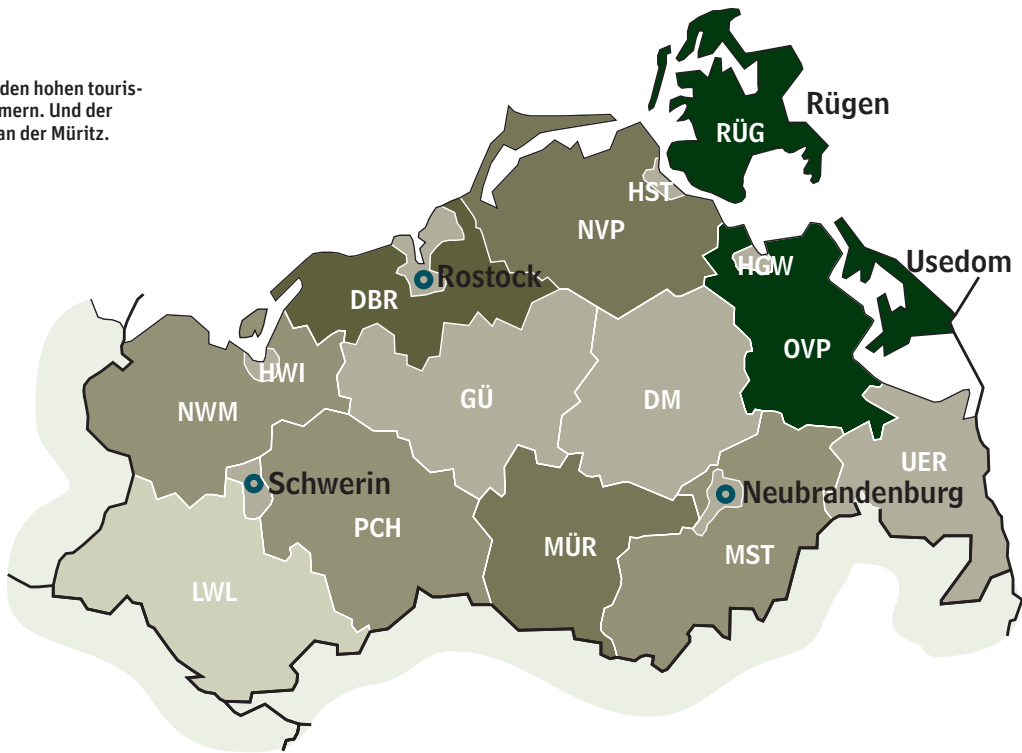 den hohen touris-
mern. Und der
an der Müritz.
Rügen
RÜG
HST
NVP
HGW
Usedom
Rostock
DBR
OVP
HWI
NWM
GÜ
DM
UER
Schwerin
Neubrandenburg
PCH
MÜR
MST
LWL